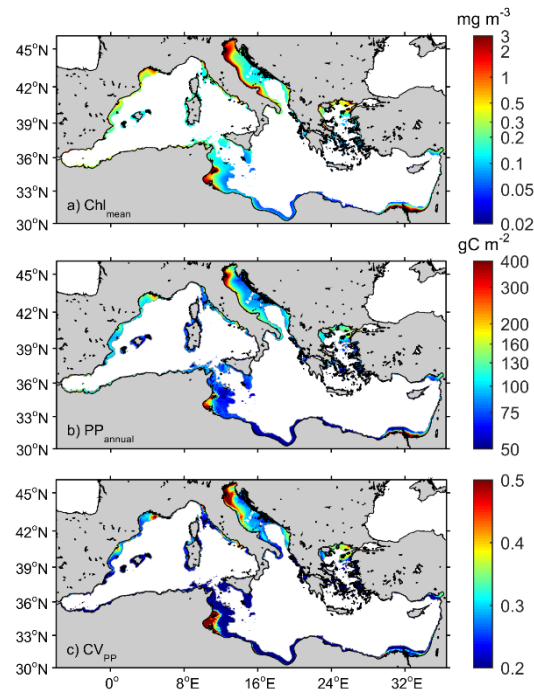 mg m⁻³
45°N
42°N
39°N
36°N
33°N
30°N
a) Chl_mean
3
2
1
0.5
0.3
0.2
0.1
0.05
0.02
gC m⁻²
45°N
42°N
39°N
36°N
33°N
30°N
b) PP_annual
400
300
200
160
130
100
75
50
45°N
42°N
39°N
36°N
33°N
30°N
c) CV_PP
0.5
0.4
0.3
0.2
0° 8°E 16°E 24°E 32°E